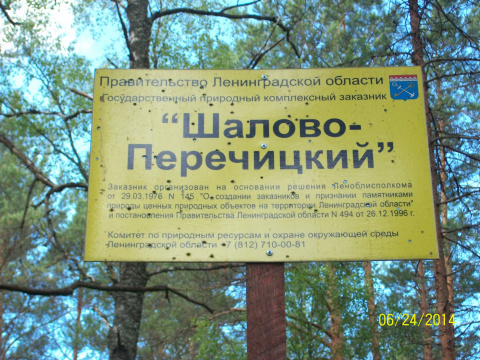 Правительство Ленинградской области
Государственный природный комплексный заказник
"Шалово-
Перечицкий"
Заказник организован на основании решения Леноблисполкома
от 29.03.1976 N 145 "О создании заказников и признании памятниками
природы ценных природных объектов на территории Ленинградской области"
и постановления Правительства Ленинградской области N 494 от 26.12.1996 г.
Комитет по природным ресурсам и охране окружающей среды
Ленинградской области +7 (812) 710-00-81
06/24/2014